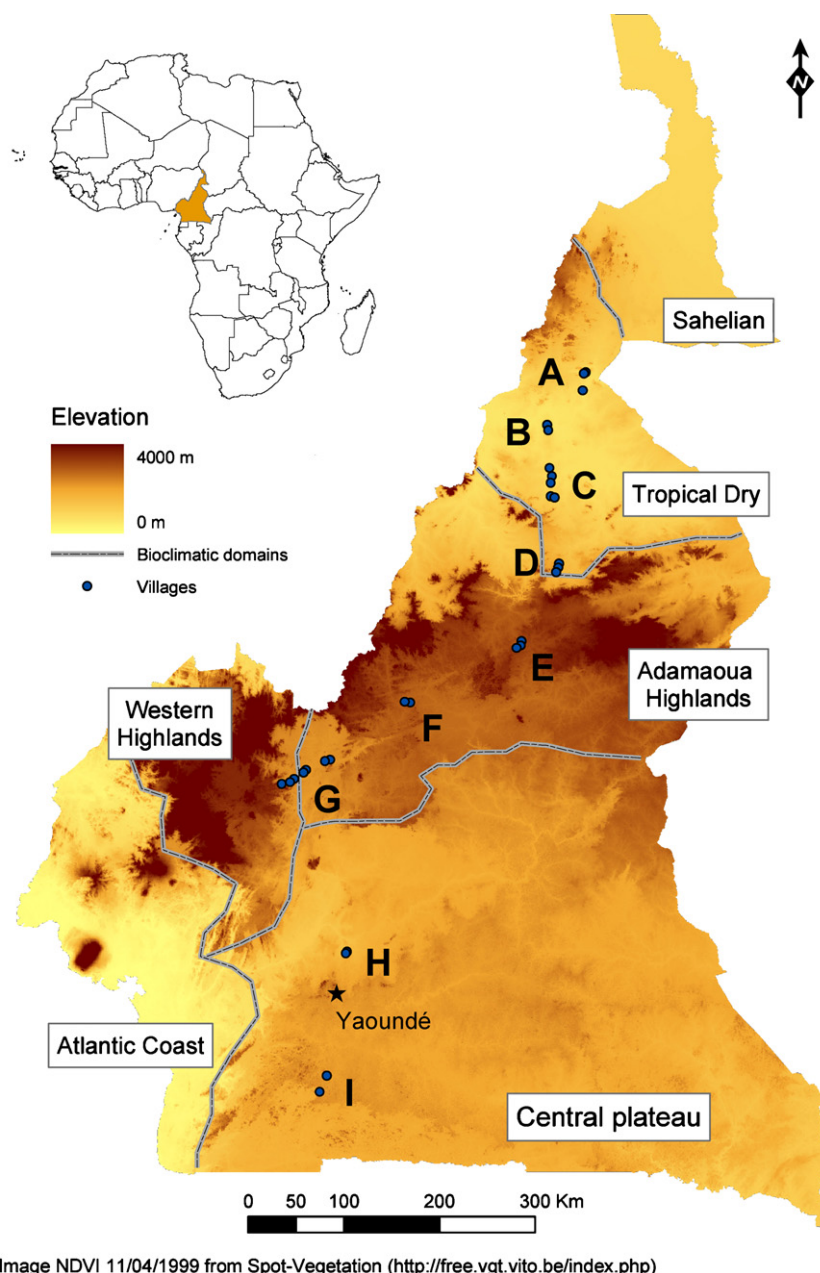 N
Sahelian
A
Elevation
4000 m
B
C
Tropical Dry
0 m
Bioclimatic domains
D
Villages
E
Adamaoua
Highlands
Western
Highlands
F
G
H
Yaoundé
Atlantic Coast
I
Central plateau
0 50 100 200 300 Km
Image NDVI 11/04/1999 from Spot-Vegetation (http://free.vgt.vito.be/index.php)